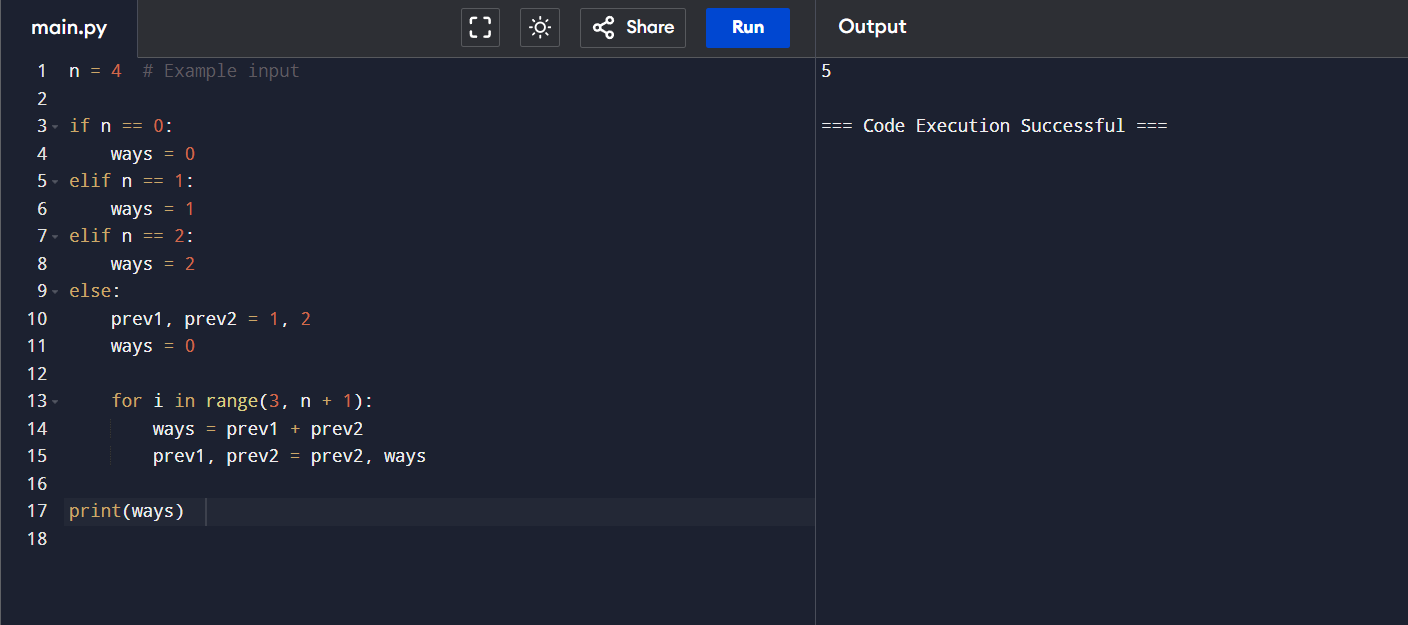 main.py
Share
Run
Output
1 n = 4  # Example input
2
3 if n == 0:
4     ways = 0
5 elif n == 1:
6     ways = 1
7 elif n == 2:
8     ways = 2
9 else:
10     prev1, prev2 = 1, 2
11     ways = 0
12
13     for i in range(3, n + 1):
14         ways = prev1 + prev2
15         prev1, prev2 = prev2, ways
16
17 print(ways)
18
5
=== Code Execution Successful ===